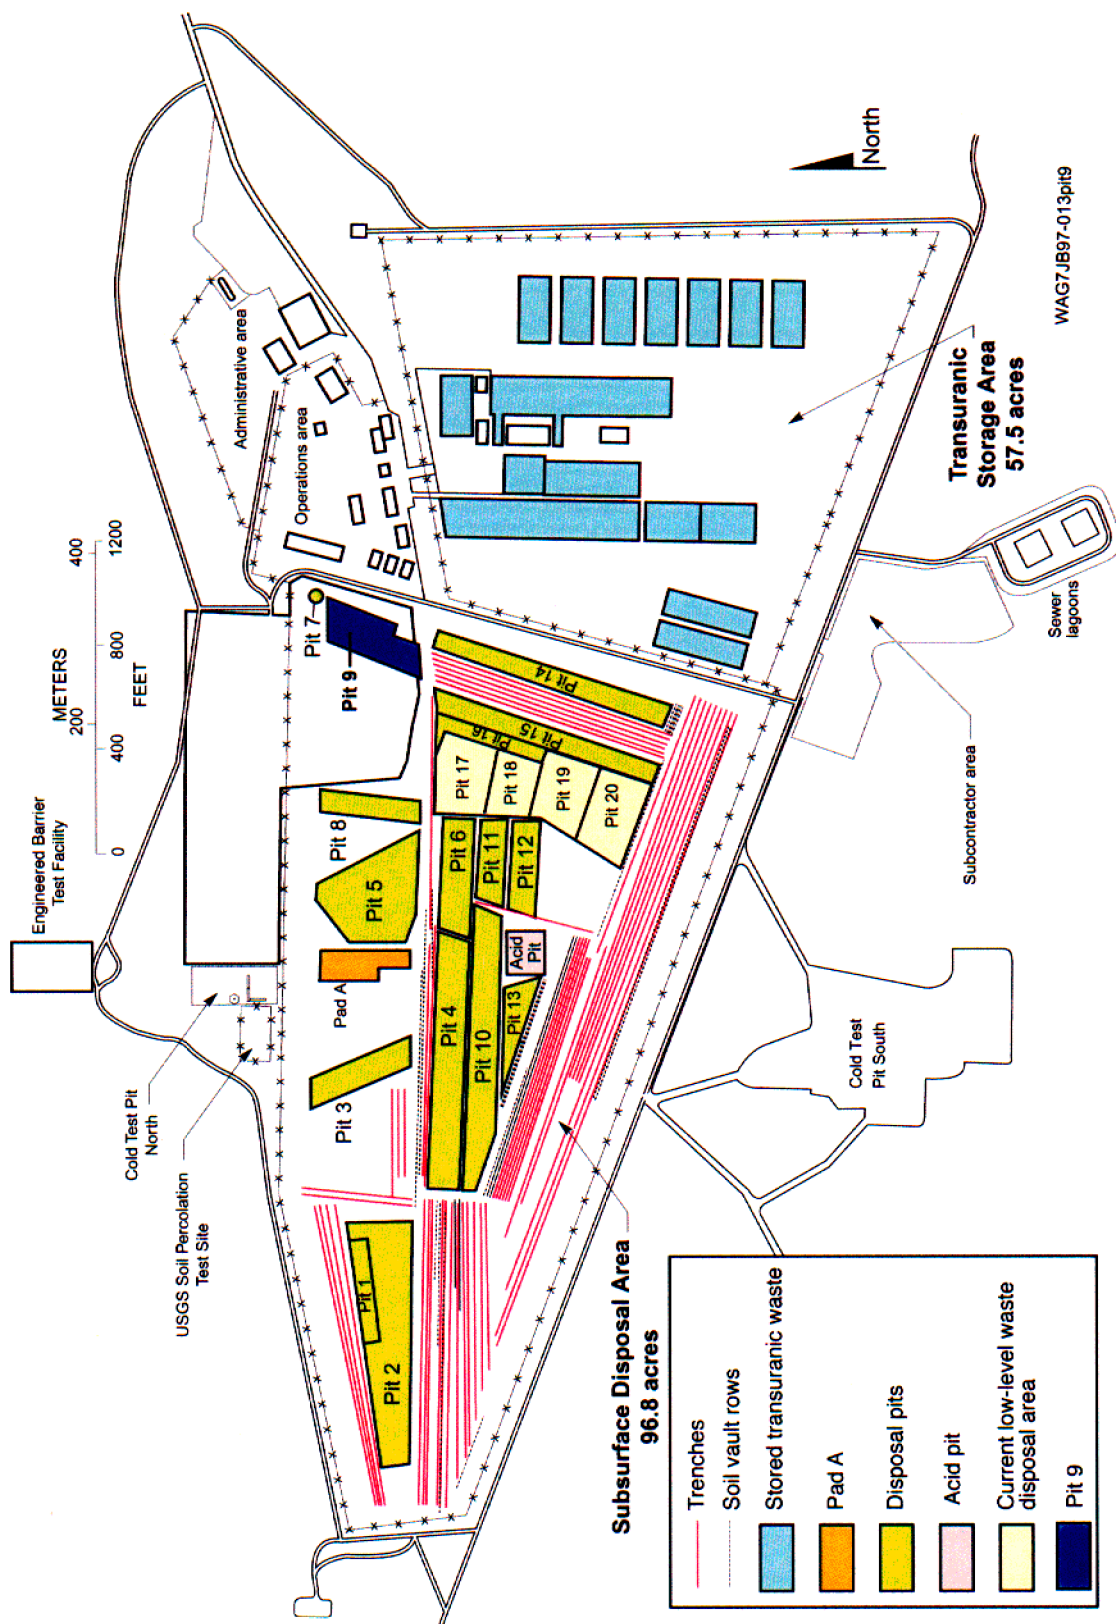 Engineered Barrier
Test Facility
METERS
0
200
400
FEET
0
400
800
1200
Cold Test Pit
North
USGS Soil Percolation
Test Site
Administrative area
Operations area
Pit 7
Pit 9
Pit 8
Pit 5
Pad A
Pit 3
Pit 1
Pit 2
Pit 14
Pit 15
Pit 16
Pit 17
Pit 18
Pit 19
Pit 20
Pit 6
Pit 11
Pit 12
Pit 4
Pit 10
Acid
Pit
Pit 13
North
Transuranic
Storage Area
57.5 acres
Subsurface Disposal Area
96.8 acres
Sewer
lagoons
Subcontractor area
Cold Test
Pit South
Trenches
Soil vault rows
Stored transuranic waste
Pad A
Disposal pits
Acid pit
Current low-level waste
disposal area
Pit 9
WAG7JB97-013pit9